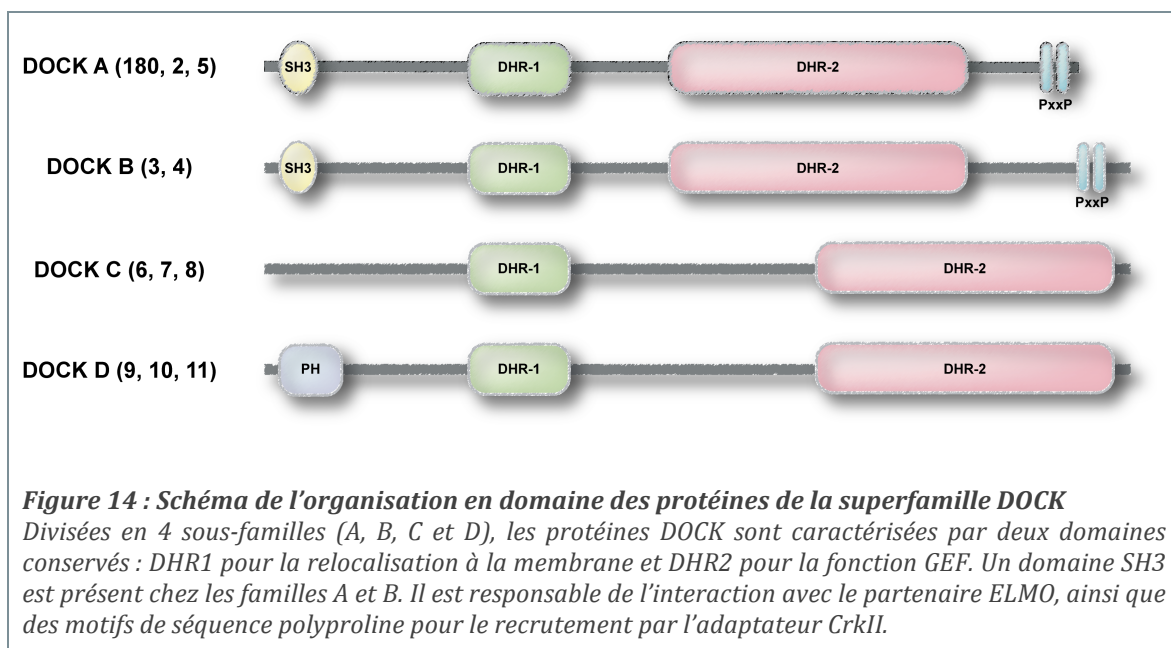 DOCK A (180, 2, 5)
SH3
DHR-1
DHR-2
PxxP
DOCK B (3, 4)
SH3
DHR-1
DHR-2
PxxP
DOCK C (6, 7, 8)
DHR-1
DHR-2
DOCK D (9, 10, 11)
PH
DHR-1
DHR-2
Figure 14 : Schéma de l’organisation en domaine des protéines de la superfamille DOCK
Divisées en 4 sous-familles (A, B, C et D), les protéines DOCK sont caractérisées par deux domaines
conservés : DHR1 pour la relocalisation à la membrane et DHR2 pour la fonction GEF. Un domaine SH3
est présent chez les familles A et B. Il est responsable de l’interaction avec le partenaire ELMO, ainsi que
des motifs de séquence polyproline pour le recrutement par l’adaptateur CrkII.